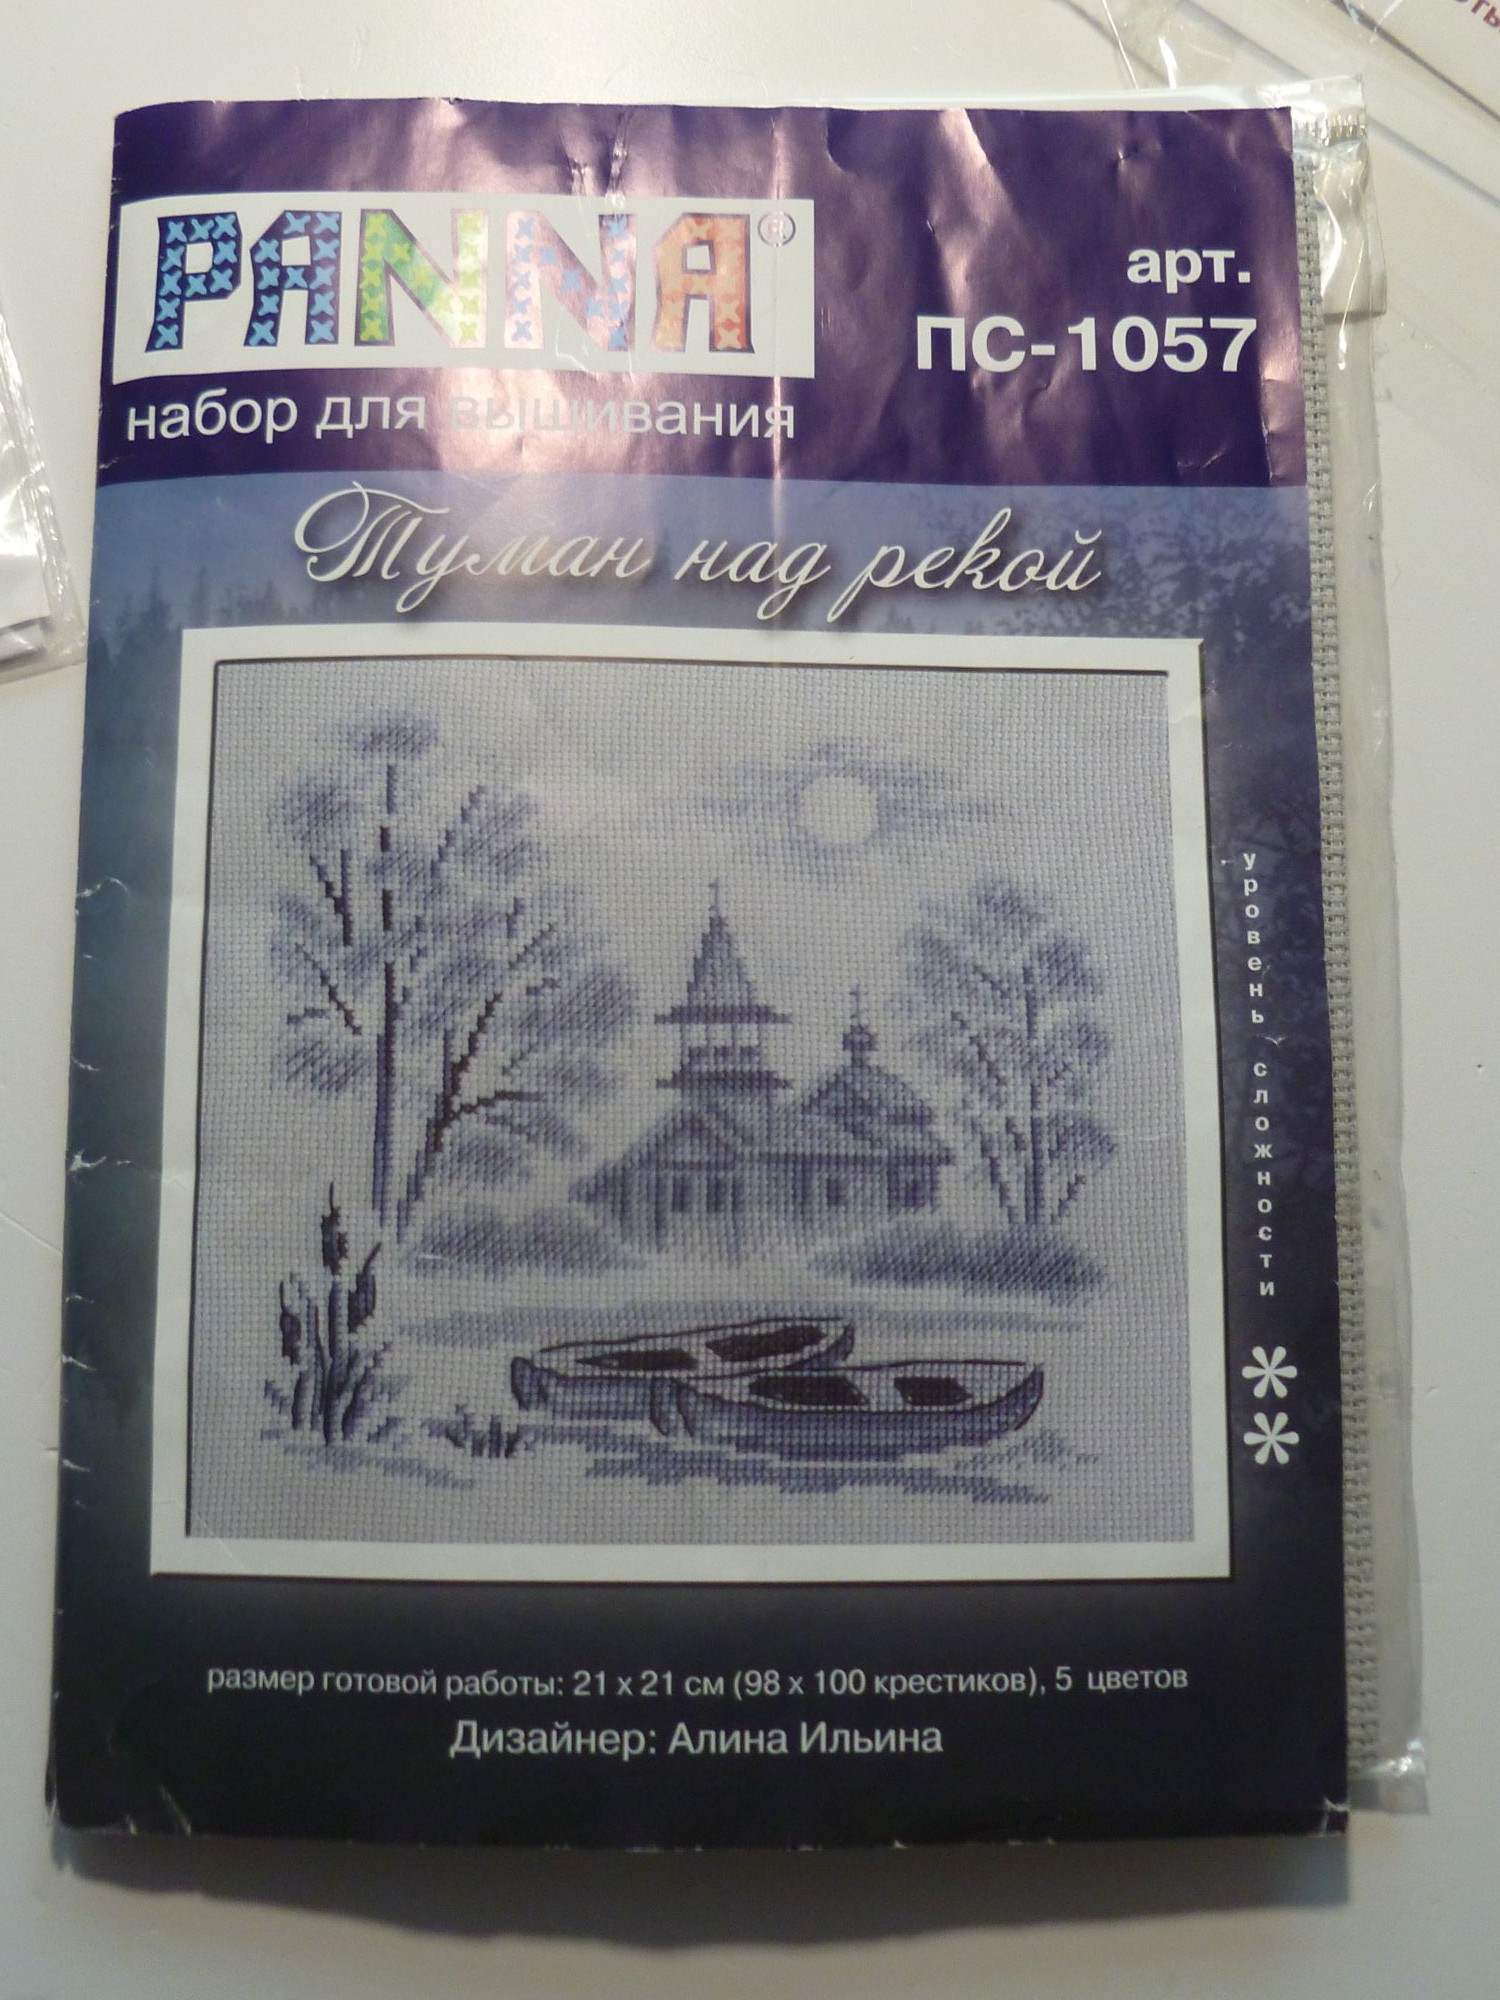 PANNA®
набор для вышивания
арт.
ПС-1057
Туман над рекой
уровень сложности
**
размер готовой работы: 21 х 21 см (98 х 100 крестиков), 5 цветов
Дизайнер: Алина Ильина